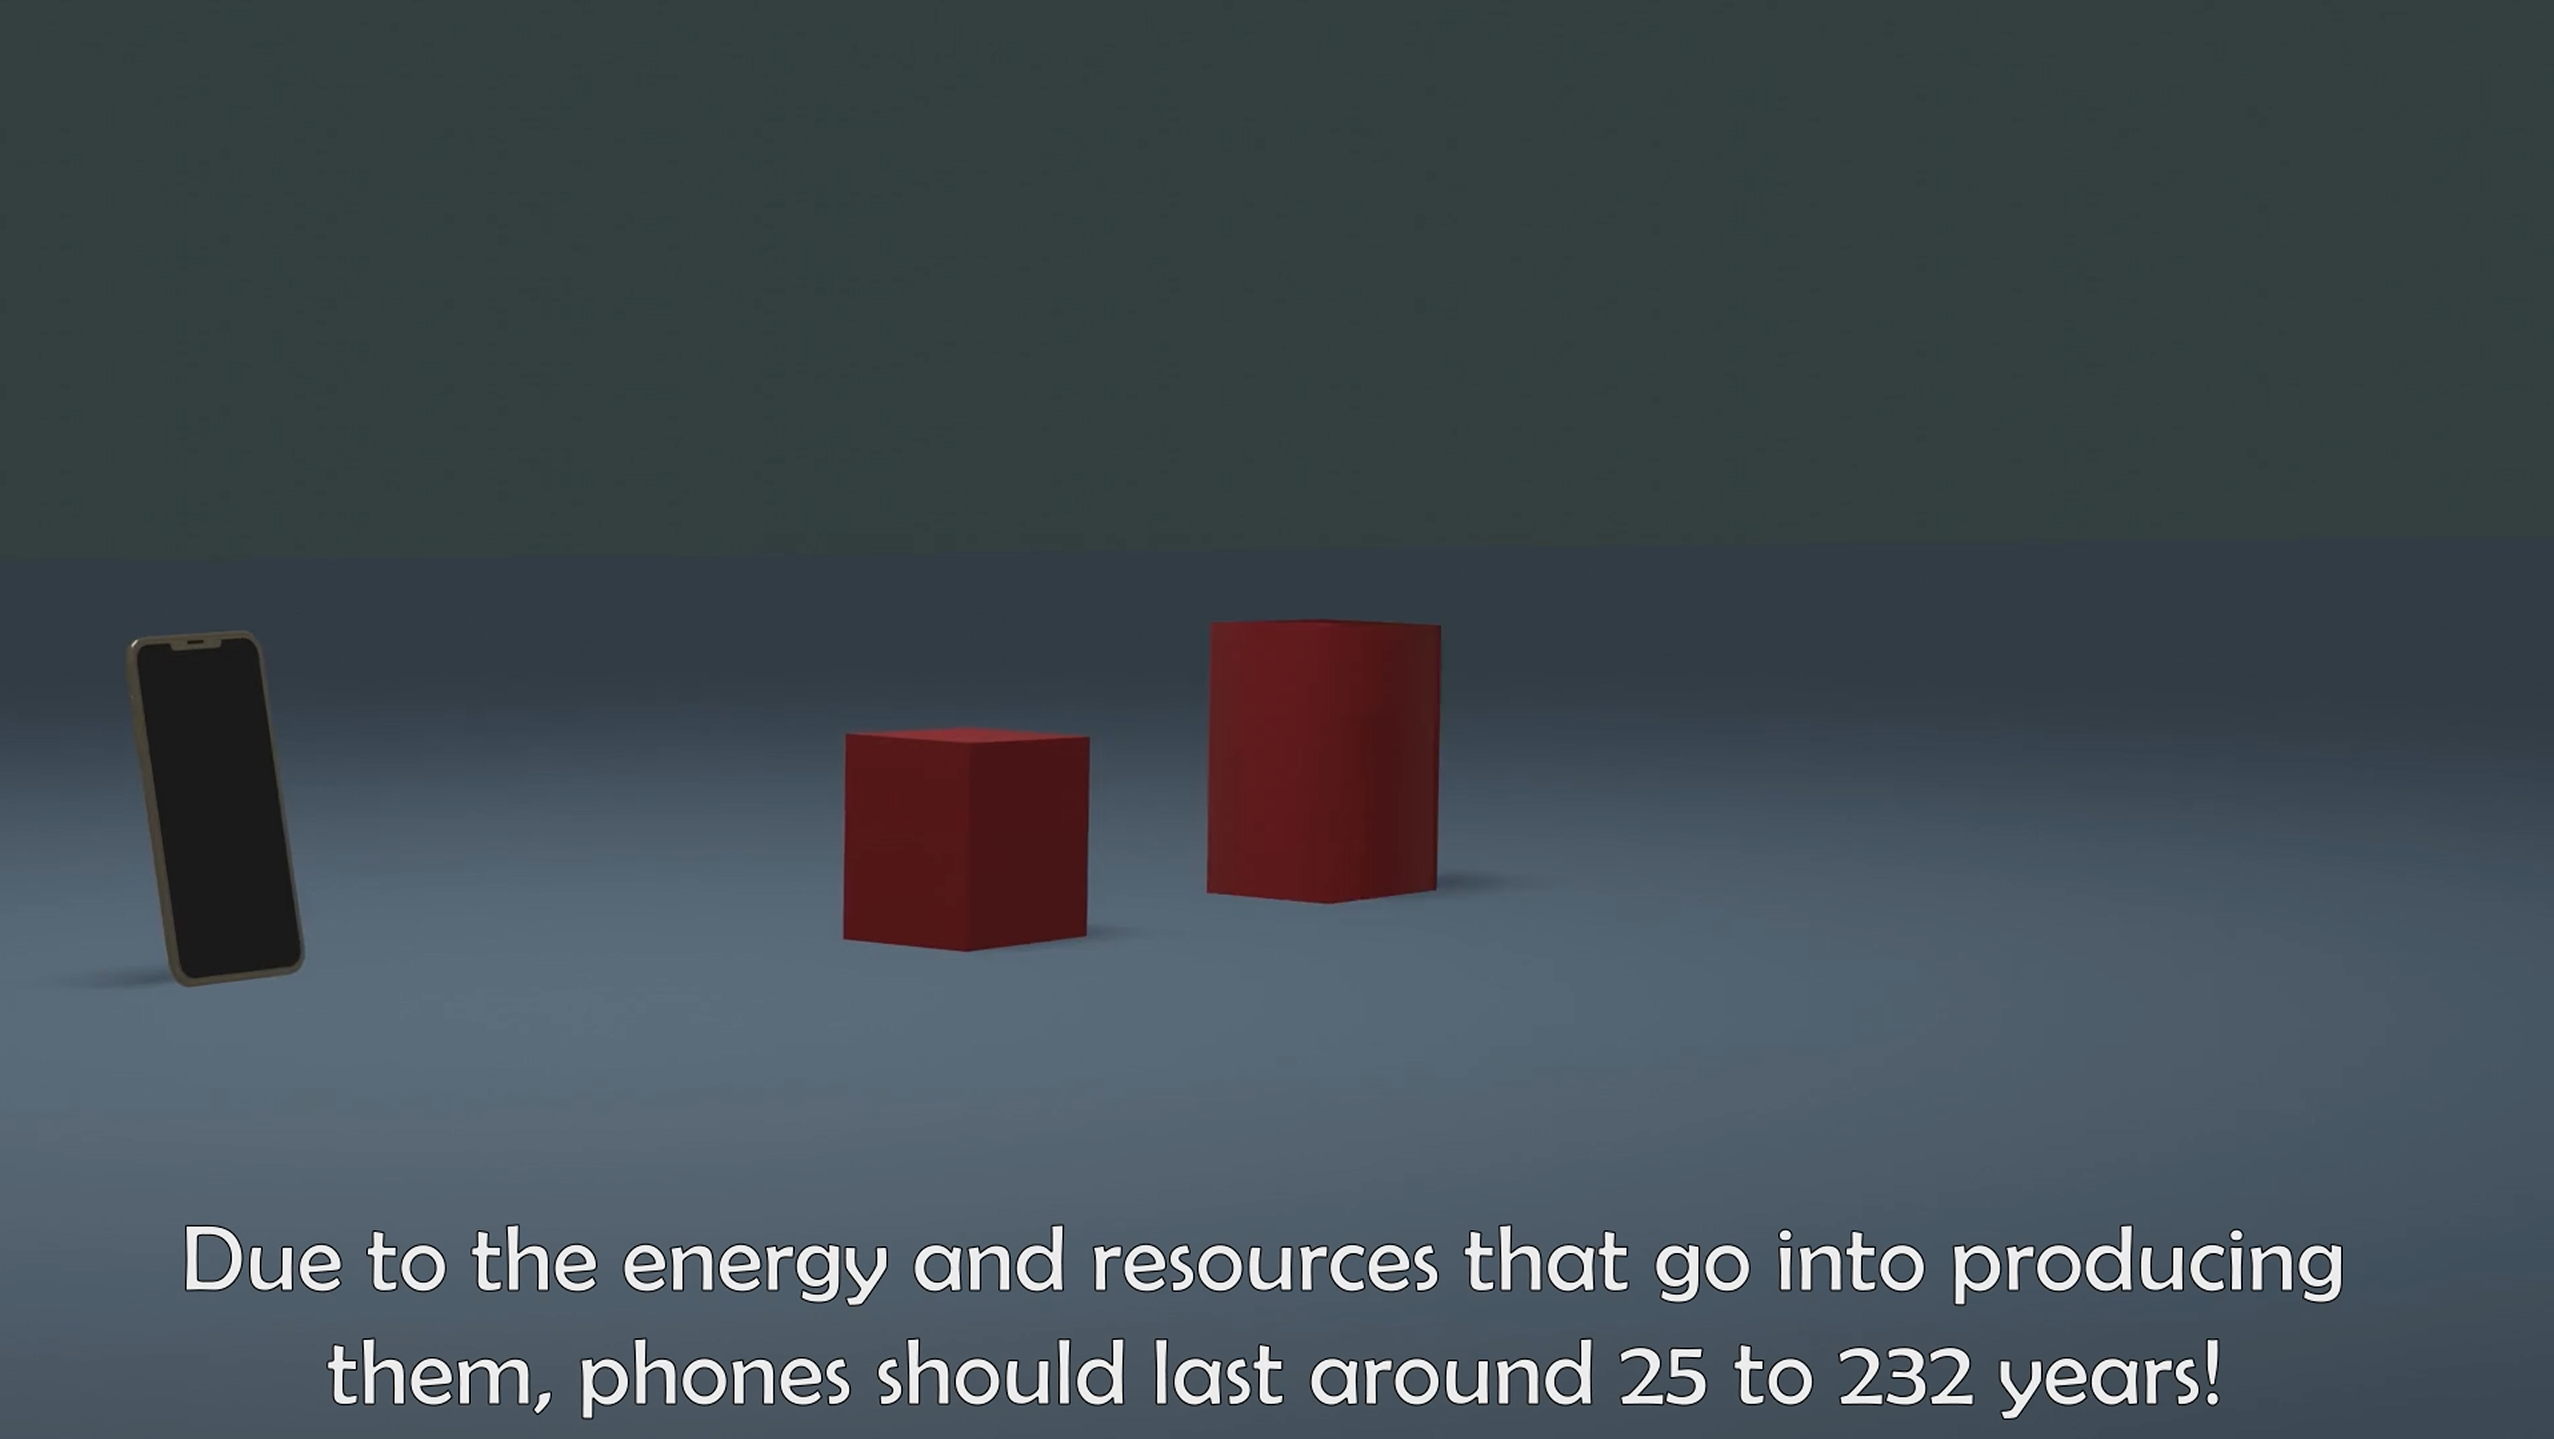 Due to the energy and resources that go into producing
them, phones should last around 25 to 232 years!